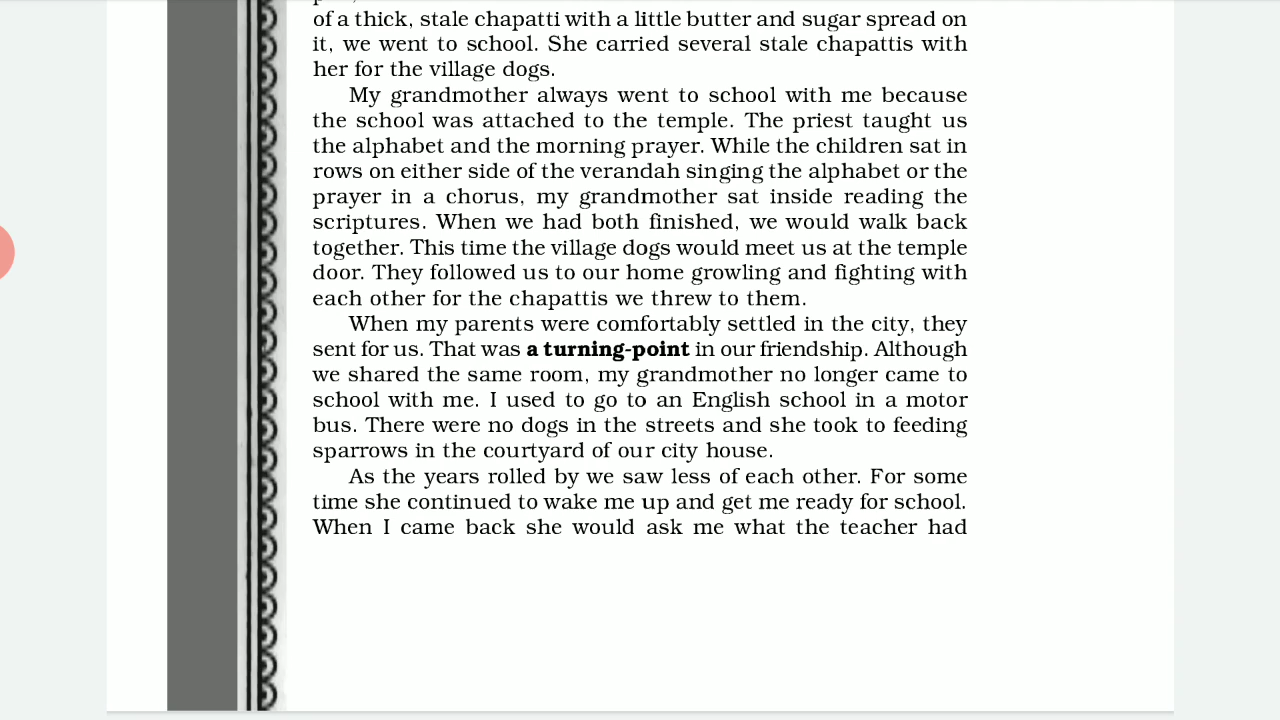 of a thick, stale chapatti with a little butter and sugar spread on
it, we went to school. She carried several stale chapattis with
her for the village dogs.
My grandmother always went to school with me because
the school was attached to the temple. The priest taught us
the alphabet and the morning prayer. While the children sat in
rows on either side of the verandah singing the alphabet or the
prayer in a chorus, my grandmother sat inside reading the
scriptures. When we had both finished, we would walk back
together. This time the village dogs would meet us at the temple
door. They followed us to our home growling and fighting with
each other for the chapattis we threw to them.
When my parents were comfortably settled in the city, they
sent for us. That was a turning-point in our friendship. Although
we shared the same room, my grandmother no longer came to
school with me. I used to go to an English school in a motor
bus. There were no dogs in the streets and she took to feeding
sparrows in the courtyard of our city house.
As the years rolled by we saw less of each other. For some
time she continued to wake me up and get me ready for school.
When I came back she would ask me what the teacher had